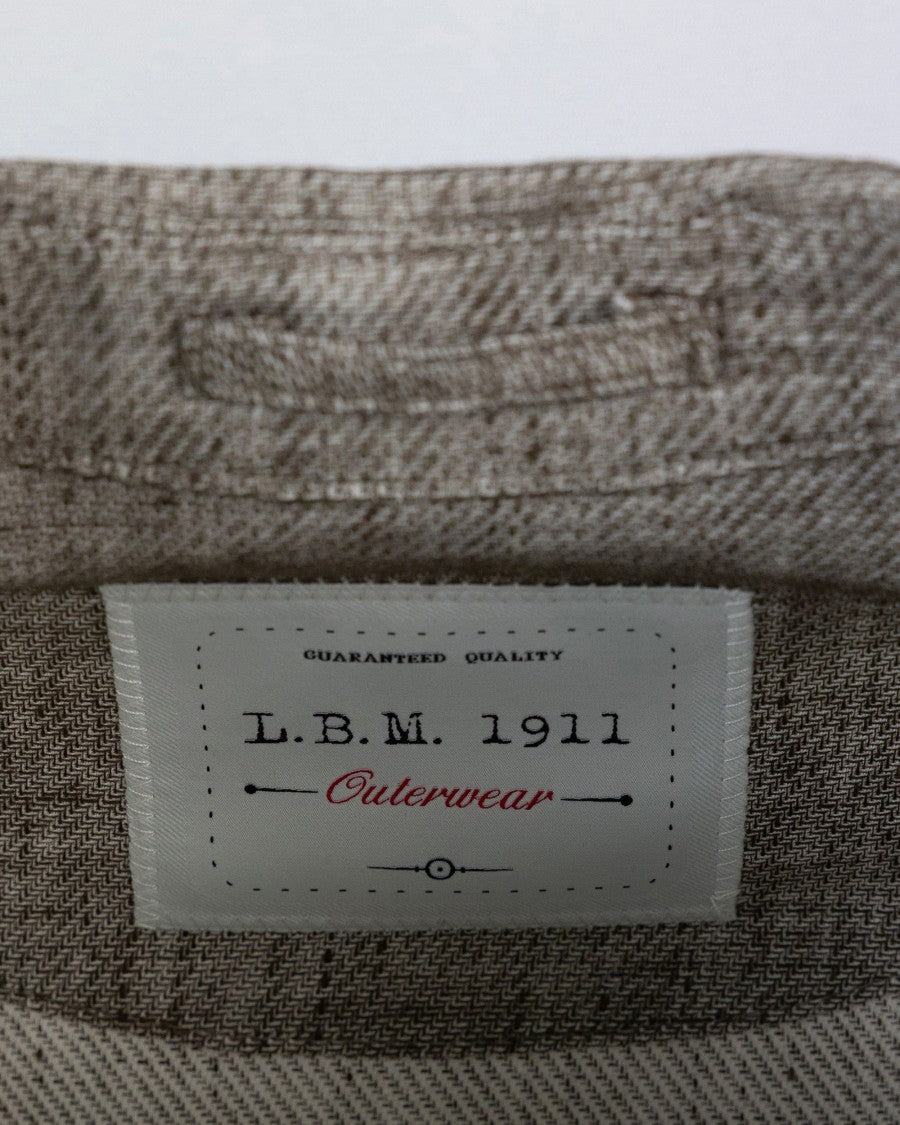 GUARANTEED QUALITY
L.B.M. 1911
Outerwear